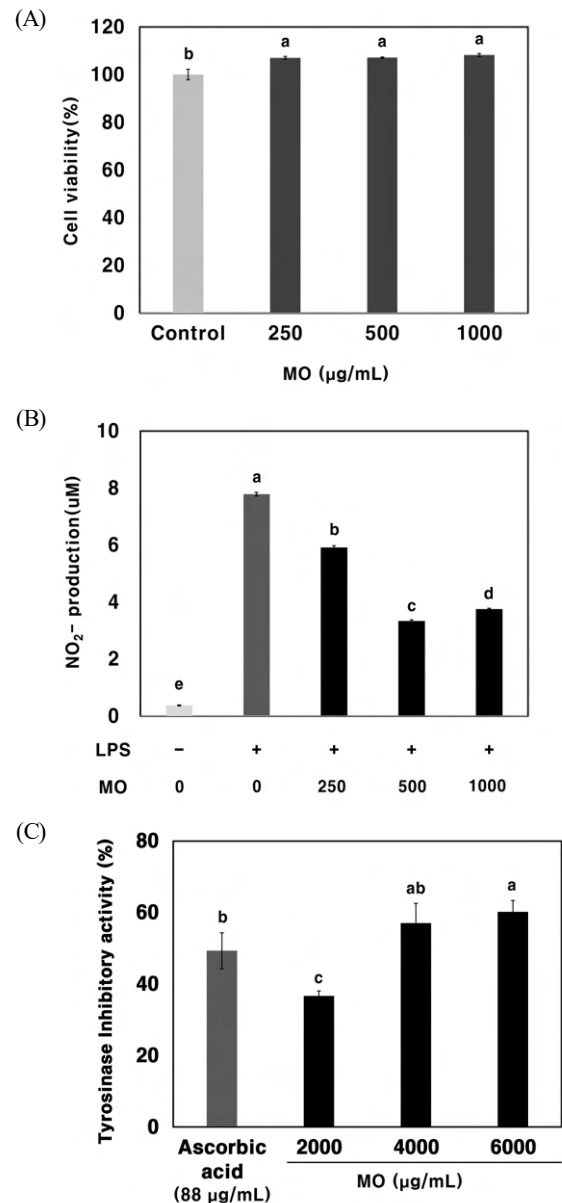 (A)
120
100
80
60
40
20
0
Cell viability(%)
b a a a
Control 250 500 1000
MO (µg/mL)
(B)
10
8
6
4
2
0
NO₂− production(uM)
e a b c d
LPS − + + + +
MO 0 0 250 500 1000
(C)
80
60
40
20
0
Tyrosinase Inhibitory activity (%)
b c ab a
Ascorbic acid (88 µg/mL) 2000 4000 6000
MO (µg/mL)